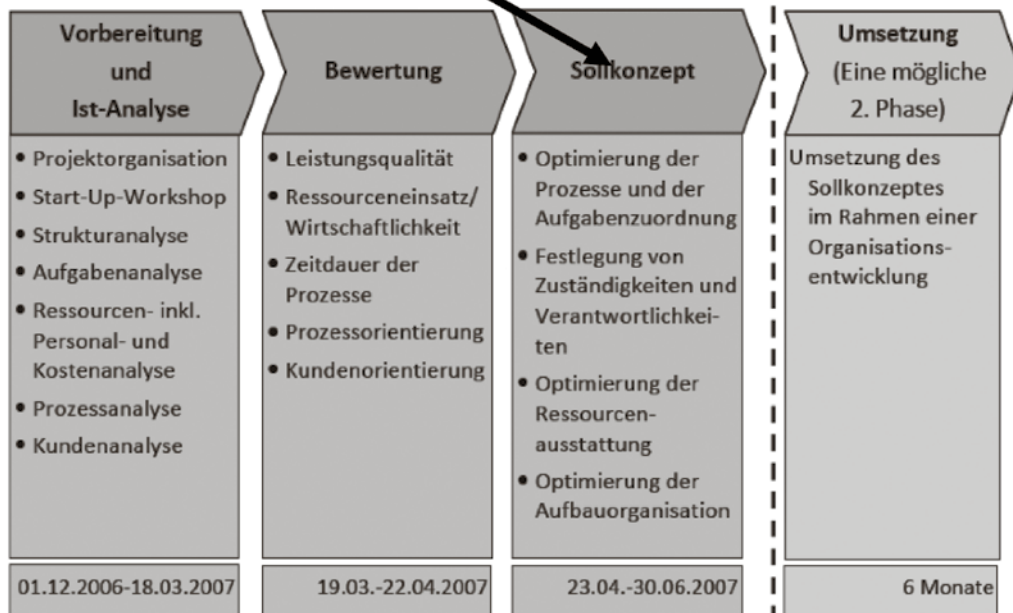 Vorbereitung
und
Ist-Analyse
• Projektorganisation
• Start-Up-Workshop
• Strukturanalyse
• Aufgabenanalyse
• Ressourcen- inkl.
Personal- und
Kostenanalyse
• Prozessanalyse
• Kundenanalyse
01.12.2006-18.03.2007
Bewertung
• Leistungsqualität
• Ressourceneinsatz/
Wirtschaftlichkeit
• Zeitdauer der
Prozesse
• Prozessorientierung
• Kundenorientierung
19.03.-22.04.2007
Sollkonzept
• Optimierung der
Prozesse und der
Aufgabenzuordnung
• Festlegung von
Zuständigkeiten und
Verantwortlichkei-
ten
• Optimierung der
Ressourcen-
ausstattung
• Optimierung der
Aufbauorganisation
23.04.-30.06.2007
Umsetzung
(Eine mögliche
2. Phase)
Umsetzung des
Sollkonzeptes
im Rahmen einer
Organisations-
entwicklung
6 Monate